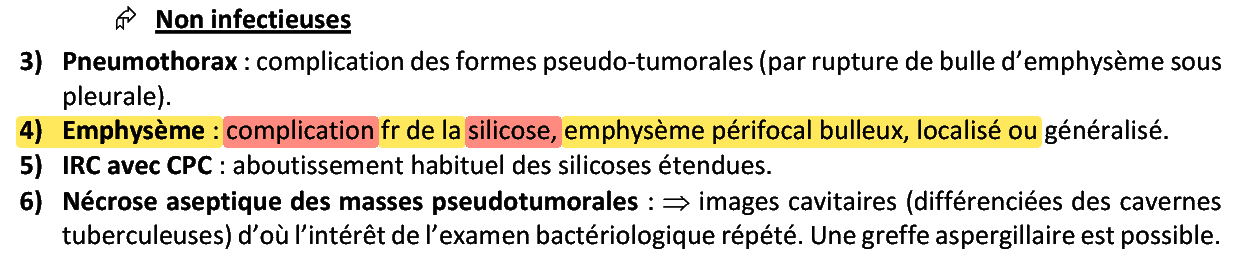 ⮳ Non infectieuses
3) Pneumothorax : complication des formes pseudo-tumorales (par rupture de bulle d’emphysème sous
pleurale).
4) Emphysème : complication fr de la silicose, emphysème périfocal bulleux, localisé ou généralisé.
5) IRC avec CPC : aboutissement habituel des silicoses étendues.
6) Nécrose aseptique des masses pseudotumorales : ⇒ images cavitaires (différenciées des cavernes
tuberculeuses) d’où l’intérêt de l’examen bactériologique répété. Une greffe aspergillaire est possible.